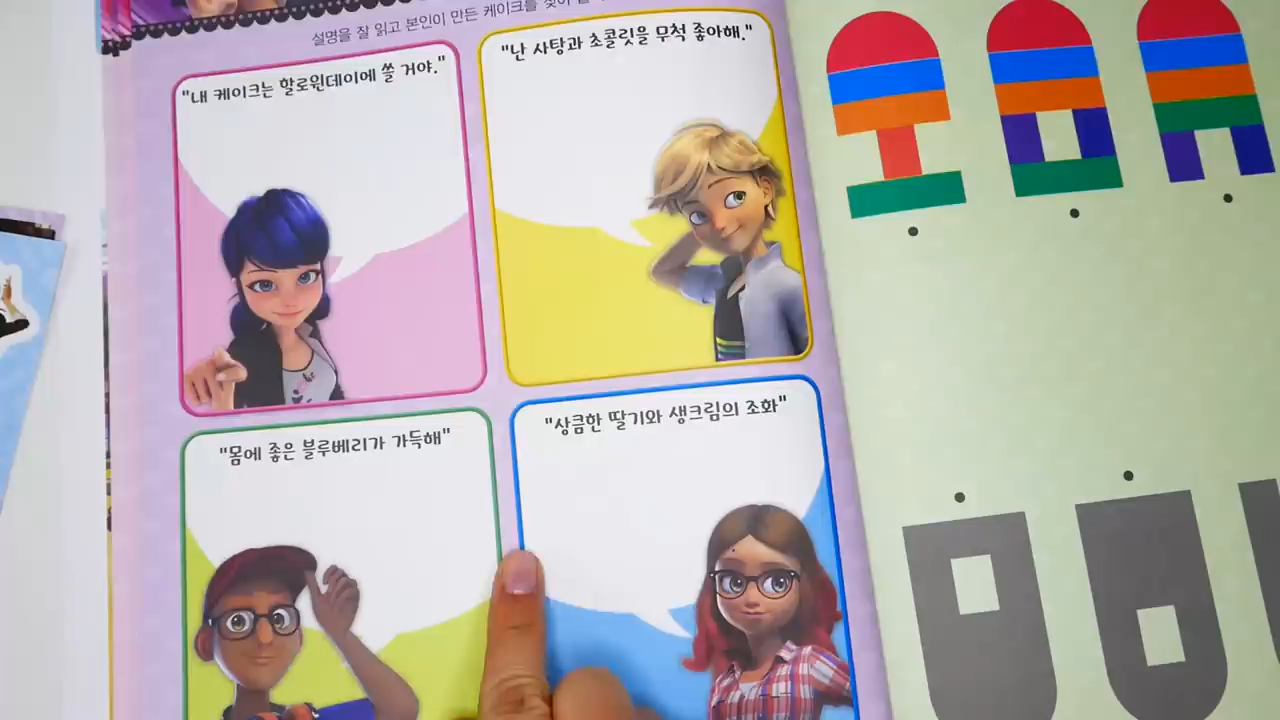 설명을 잘 읽고 본인이 만든 케이크를
"내 케이크는 할로윈데이에 쓸 거야."
"난 사탕과 초콜릿을 무척 좋아해."
"몸에 좋은 블루베리가 가득해"
"상큼한 딸기와 생크림의 조화"